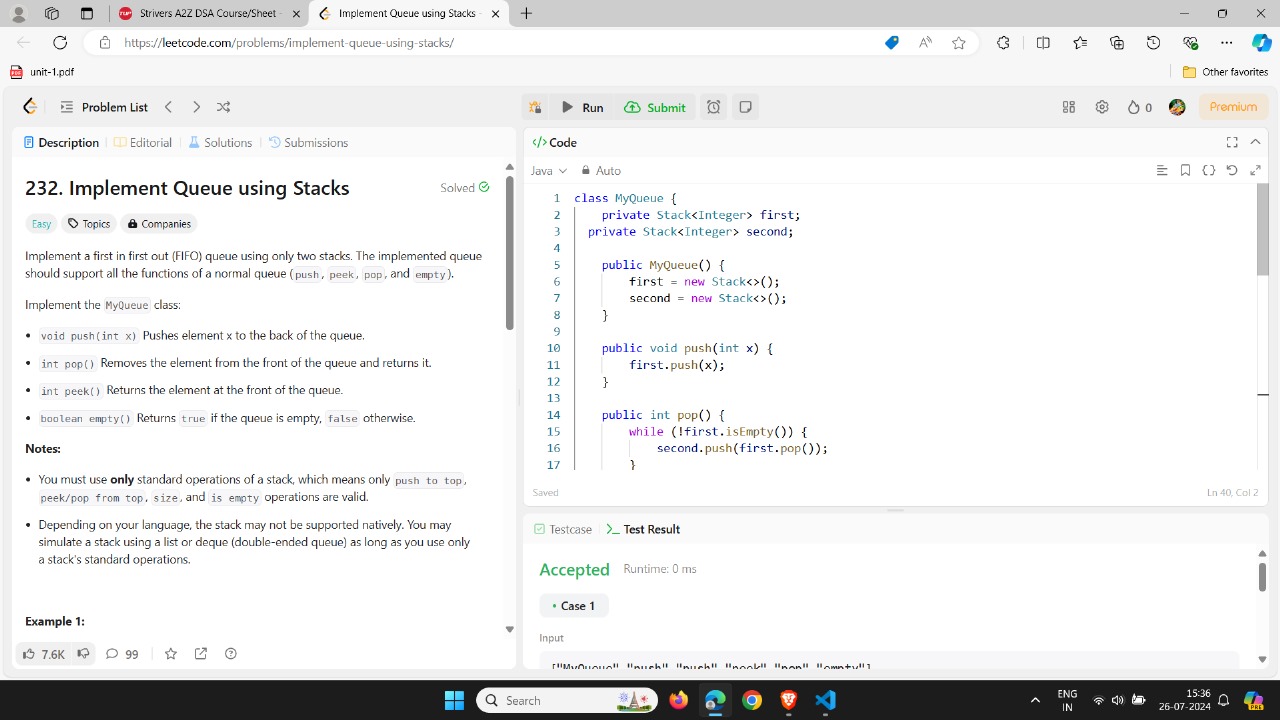 Strivers A2Z DSA Course/Sheet -
Implement Queue using Stacks -
https://leetcode.com/problems/implement-queue-using-stacks/
unit-1.pdf
Other favorites
Problem List
Run
Submit
0
Premium
Description
Editorial
Solutions
Submissions
232. Implement Queue using Stacks
Solved
Easy
Topics
Companies
Implement a first in first out (FIFO) queue using only two stacks. The implemented queue
should support all the functions of a normal queue (push, peek, pop, and empty).
Implement the MyQueue class:
• void push(int x) Pushes element x to the back of the queue.
• int pop() Removes the element from the front of the queue and returns it.
• int peek() Returns the element at the front of the queue.
• boolean empty() Returns true if the queue is empty, false otherwise.
Notes:
• You must use only standard operations of a stack, which means only push to top,
peek/pop from top, size, and is empty operations are valid.
• Depending on your language, the stack may not be supported natively. You may
simulate a stack using a list or deque (double-ended queue) as long as you use only
a stack's standard operations.
Example 1:
7.6K
99
Code
Java
Auto
1 class MyQueue {
2 private Stack<Integer> first;
3 private Stack<Integer> second;
4
5 public MyQueue() {
6 first = new Stack<>();
7 second = new Stack<>();
8 }
9
10 public void push(int x) {
11 first.push(x);
12 }
13
14 public int pop() {
15 while (!first.isEmpty()) {
16 second.push(first.pop());
17 }
Saved
Ln 40, Col 2
Testcase
Test Result
Accepted
Runtime: 0 ms
• Case 1
Input
["MyQueue","push","push","peek","pop","empty"]
Search
ENG
IN
15:36
26-07-2024